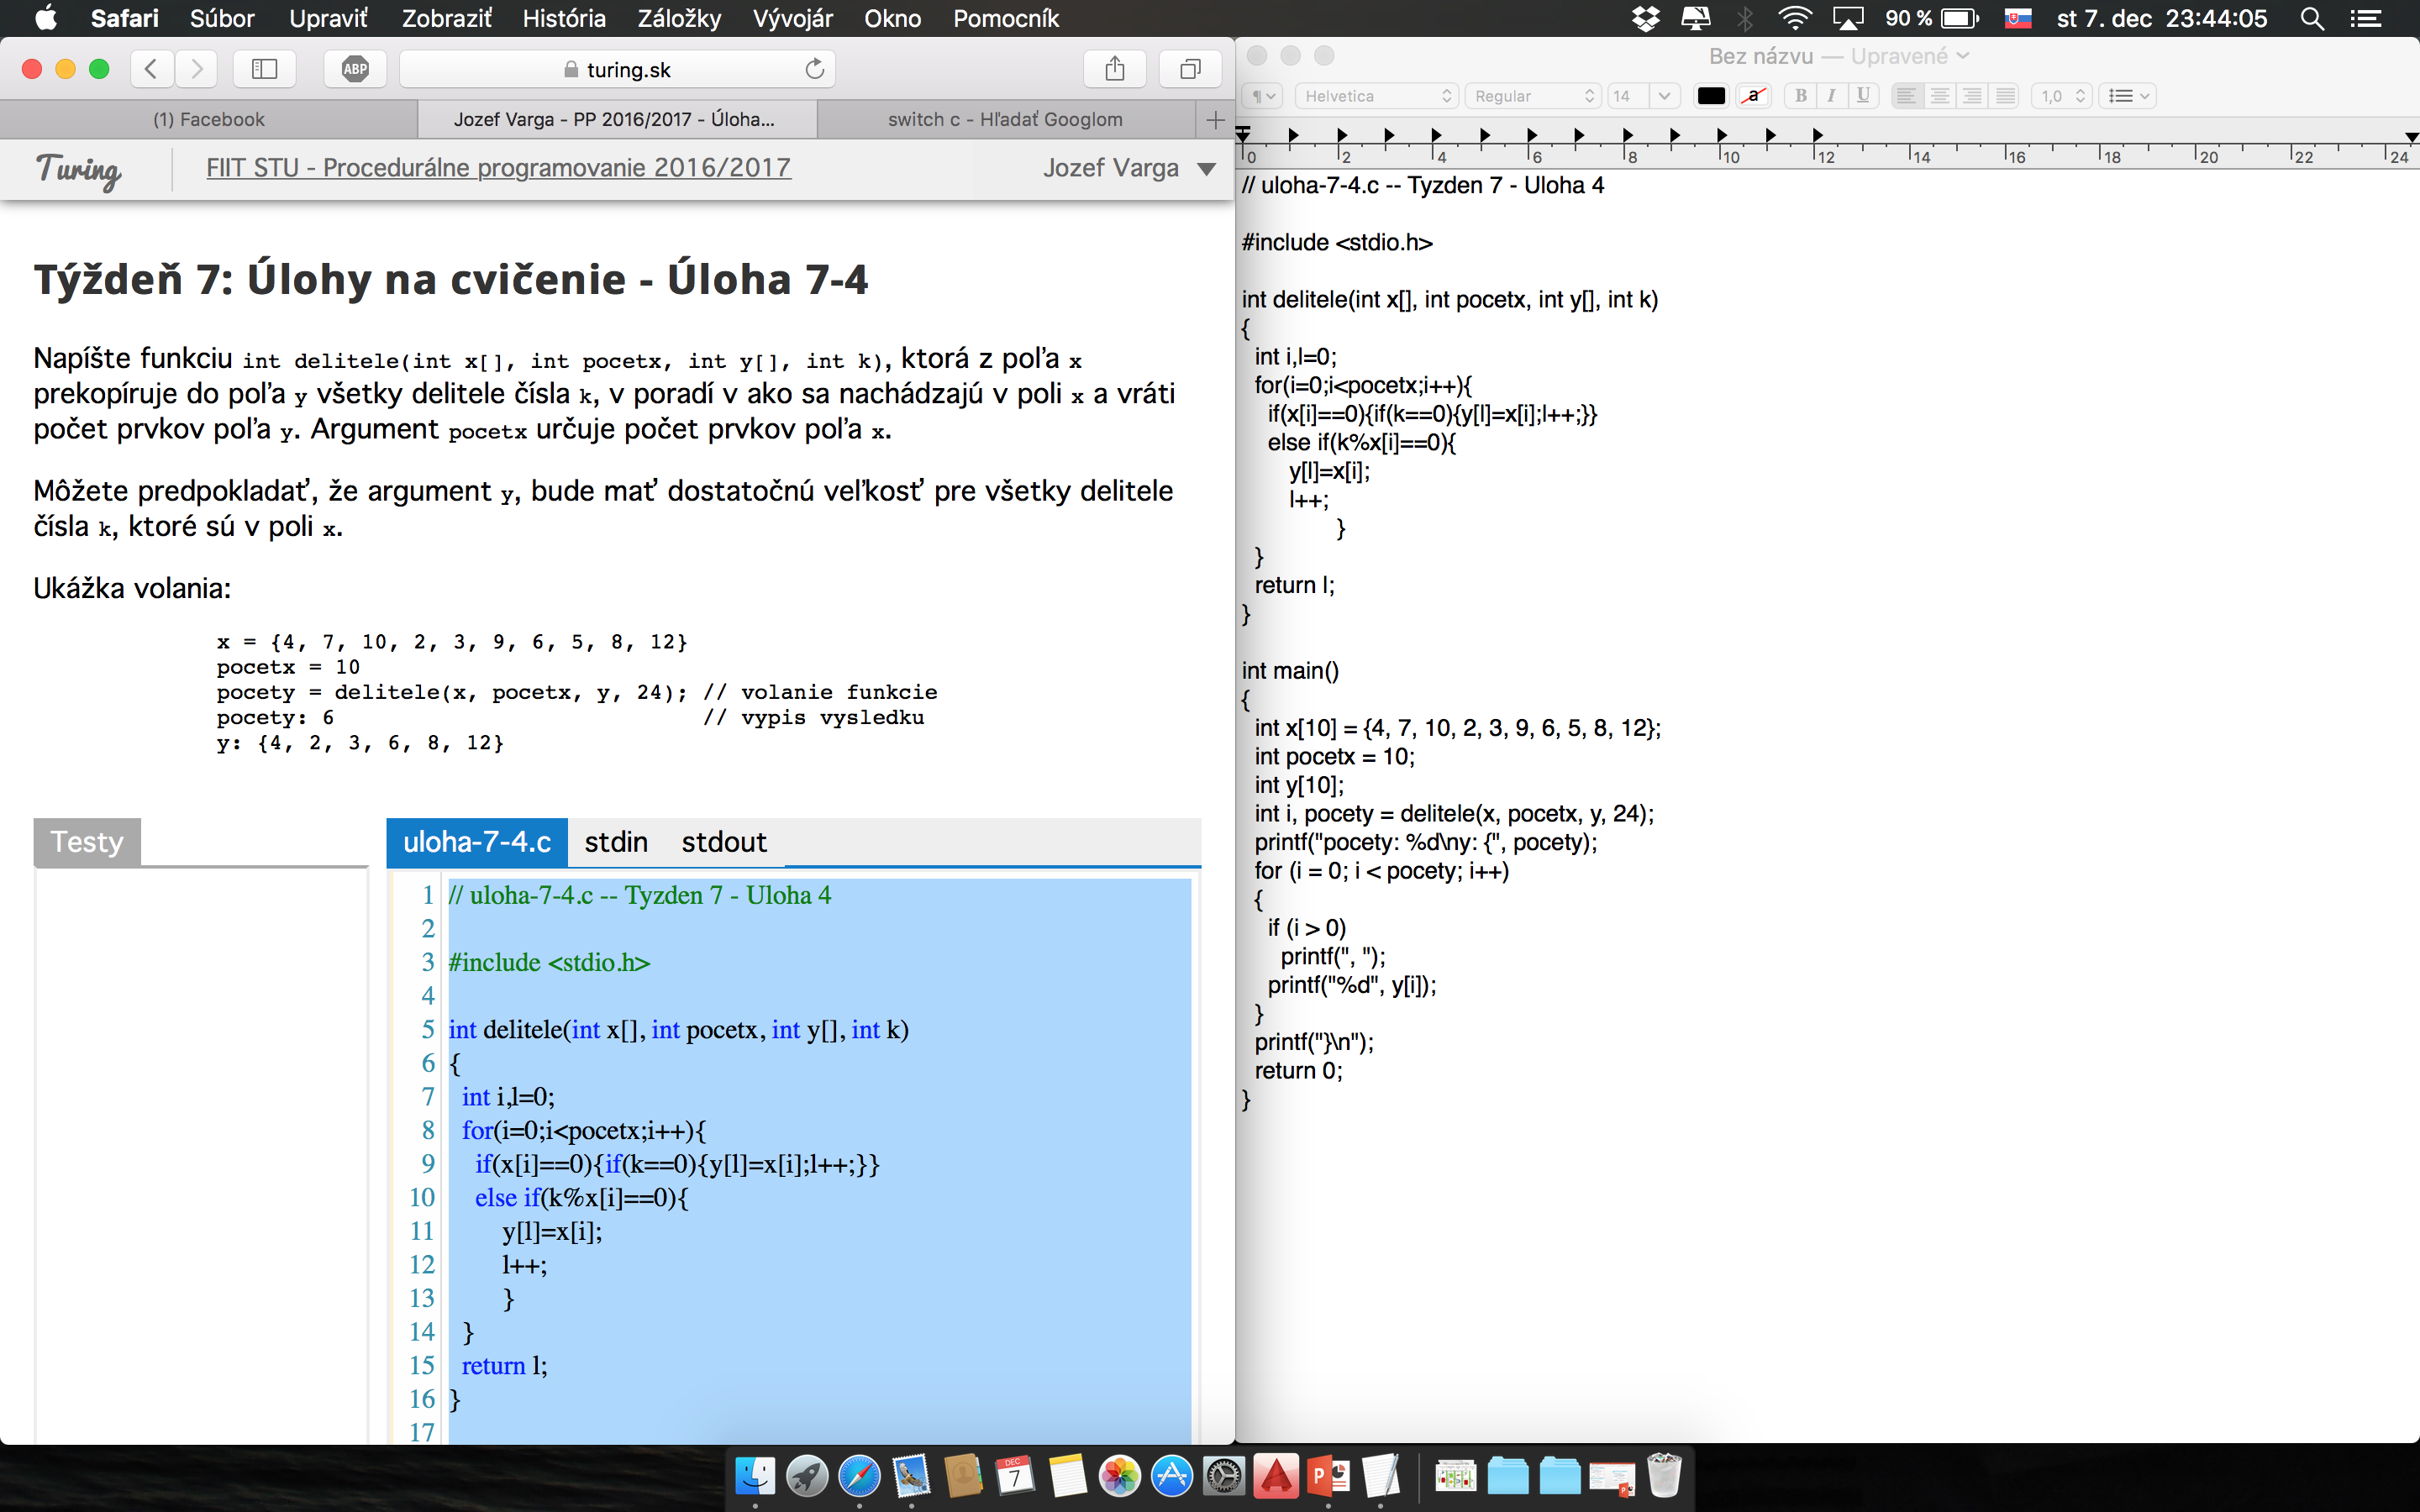 Safari Súbor Upraviť Zobraziť História Záložky Vývojár Okno Pomocník 90 % st 7. dec 23:44:05
ABP turing.sk
(1) Facebook Jozef Varga - PP 2016/2017 - Úloha... switch c - Hľadať Googlom
Turing FIIT STU - Procedurálne programovanie 2016/2017 Jozef Varga
Týždeň 7: Úlohy na cvičenie - Úloha 7-4
Napíšte funkciu int delitele(int x[], int pocetx, int y[], int k), ktorá z poľa x
prekopíruje do poľa y všetky delitele čísla k, v poradí v ako sa nachádzajú v poli x a vráti
počet prvkov poľa y. Argument pocetx určuje počet prvkov poľa x.
Môžete predpokladať, že argument y, bude mať dostatočnú veľkosť pre všetky delitele
čísla k, ktoré sú v poli x.
Ukážka volania:
x = {4, 7, 10, 2, 3, 9, 6, 5, 8, 12}
pocetx = 10
pocety = delitele(x, pocetx, y, 24); // volanie funkcie
pocety: 6 // vypis vysledku
y: {4, 2, 3, 6, 8, 12}
Testy
uloha-7-4.c stdin stdout
1 // uloha-7-4.c -- Tyzden 7 - Uloha 4
2
3 #include <stdio.h>
4
5 int delitele(int x[], int pocetx, int y[], int k)
6 {
7 int i,l=0;
8 for(i=0;i<pocetx;i++){
9 if(x[i]==0){if(k==0){y[l]=x[i];l++;}}
10 else if(k%x[i]==0){
11 y[l]=x[i];
12 l++;
13 }
14 }
15 return l;
16 }
17
Bez názvu — Upravené
Helvetica Regular 14 a B I U 1,0
0 2 4 6 8 10 12 14 16 18 20 22 24
// uloha-7-4.c -- Tyzden 7 - Uloha 4
#include <stdio.h>
int delitele(int x[], int pocetx, int y[], int k)
{
int i,l=0;
for(i=0;i<pocetx;i++){
if(x[i]==0){if(k==0){y[l]=x[i];l++;}}
else if(k%x[i]==0){
y[l]=x[i];
l++;
}
}
return l;
}
int main()
{
int x[10] = {4, 7, 10, 2, 3, 9, 6, 5, 8, 12};
int pocetx = 10;
int y[10];
int i, pocety = delitele(x, pocetx, y, 24);
printf("pocety: %d\ny: {", pocety);
for (i = 0; i < pocety; i++)
{
if (i > 0)
printf(", ");
printf("%d", y[i]);
}
printf("}\n");
return 0;
}
DEC
7
P